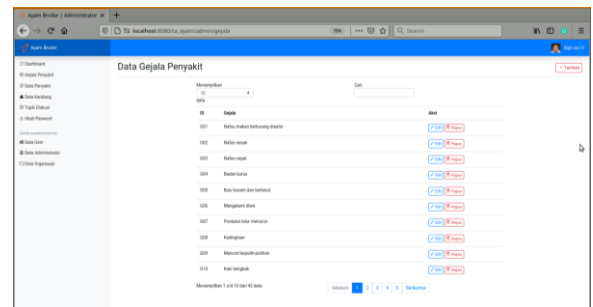 Ayam Broiler | Administrator × +
localhost:8080/ta_ayam/admin/gejala 70% Search
Ayam Broiler Sign out
Dashboard
Gejala Penyakit
Data Penyakit
Data Kandang
Topik Diskusi
Ubah Password
Data User
Data Administrator
Data Organisasi
Data Gejala Penyakit
+ Tambah
Menampilkan
10
data
Cari
ID Gejala Aksi
G01 Nafsu makan berkurang drastis Edit Hapus
G02 Nafas sesak Edit Hapus
G03 Nafas cepat Edit Hapus
G04 Badan kurus Edit Hapus
G05 Bulu kusam dan berkerut Edit Hapus
G06 Mengalami diare Edit Hapus
G07 Produksi telur menurun Edit Hapus
G08 Kedinginan Edit Hapus
G09 Mencret keputih-putihan Edit Hapus
G10 Kaki bengkak Edit Hapus
Menampilkan 1 s/d 10 dari 42 data
Sebelum 1 2 3 4 5 Berikutnya